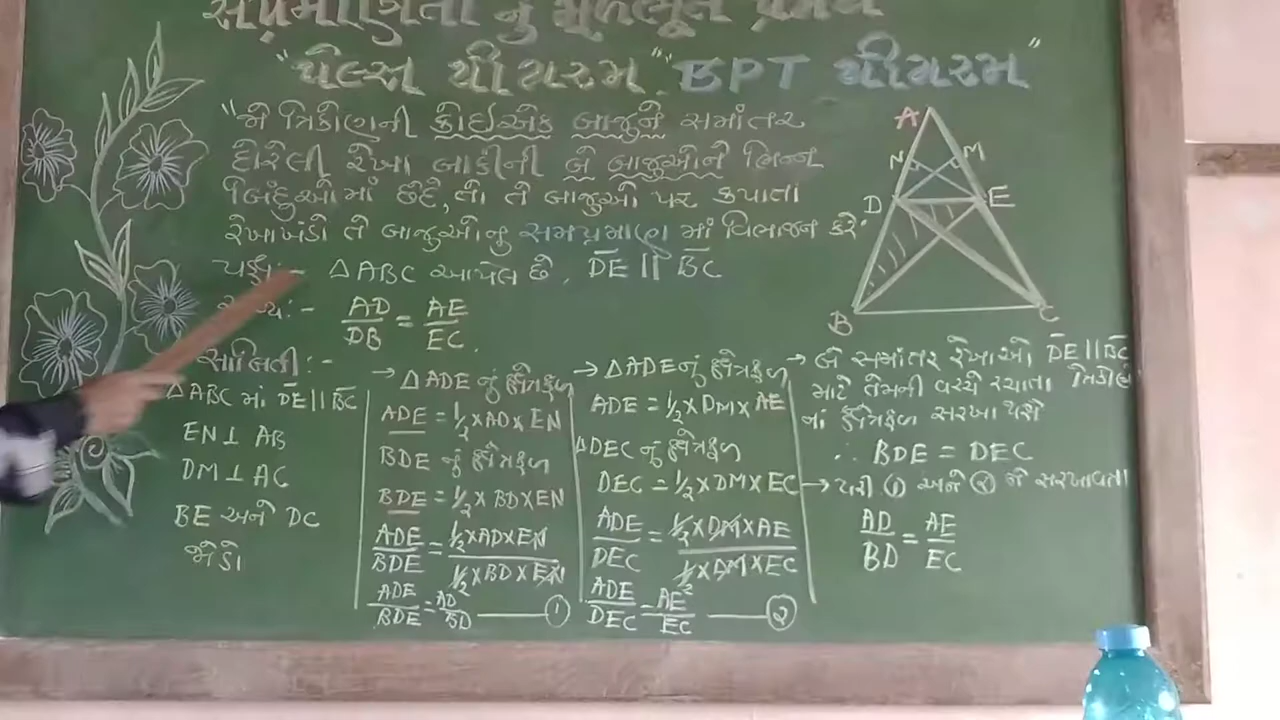 સપ્રમાણતા નું મૂળભૂત પ્રમેય
"થેલ્સ થીયરમ" BPT થીયરમ"
"જો ત્રિકોણની કોઈએક બાજુને સમાંતર
દોરેલી રેખા બાકીની બે બાજુઓને ભિન્ન
બિંદુઓમાં છેદે, તો તે બાજુઓ પર કપાતા
રેખાખંડો તે બાજુઓનુ સમપ્રમાણ માં વિભાજન કરે."
પક્ષ:- △ABC આપેલ છે. DE || BC
:- AD/DB = AE/EC.
સાબિતી:-
△ABC માં DE||BC
EN⊥ AB
DM⊥ AC
BE અને DC
જોડો
→ △ADE નું ક્ષેત્રફળ
ADE = 1/2 ×AD×EN
BDE નું ક્ષેત્રફળ
BDE = 1/2 × BD×EN
ADE/BDE = 1/2×AD×EN / 1/2×BD×EN
ADE/BDE = AD/BD —— ①
→ △ADE નું ક્ષેત્રફળ
ADE = 1/2 ×DM× AE
△DEC નું ક્ષેત્રફળ
DEC = 1/2 ×DM×EC
ADE/DEC = 1/2×DM×AE / 1/2×DM×EC
ADE/DEC = AE/EC —— ②
→ બે સમાંતર રેખાઓ DE||BC
માટે તેમની વચ્ચે રચાતા ત્રિકોણ
નાં ક્ષેત્રફળ સરખા થશે
∴ BDE = DEC
→ પરી ① અને ② ને સરખાવતા
AD/BD = AE/EC
A
N M
D E
B C